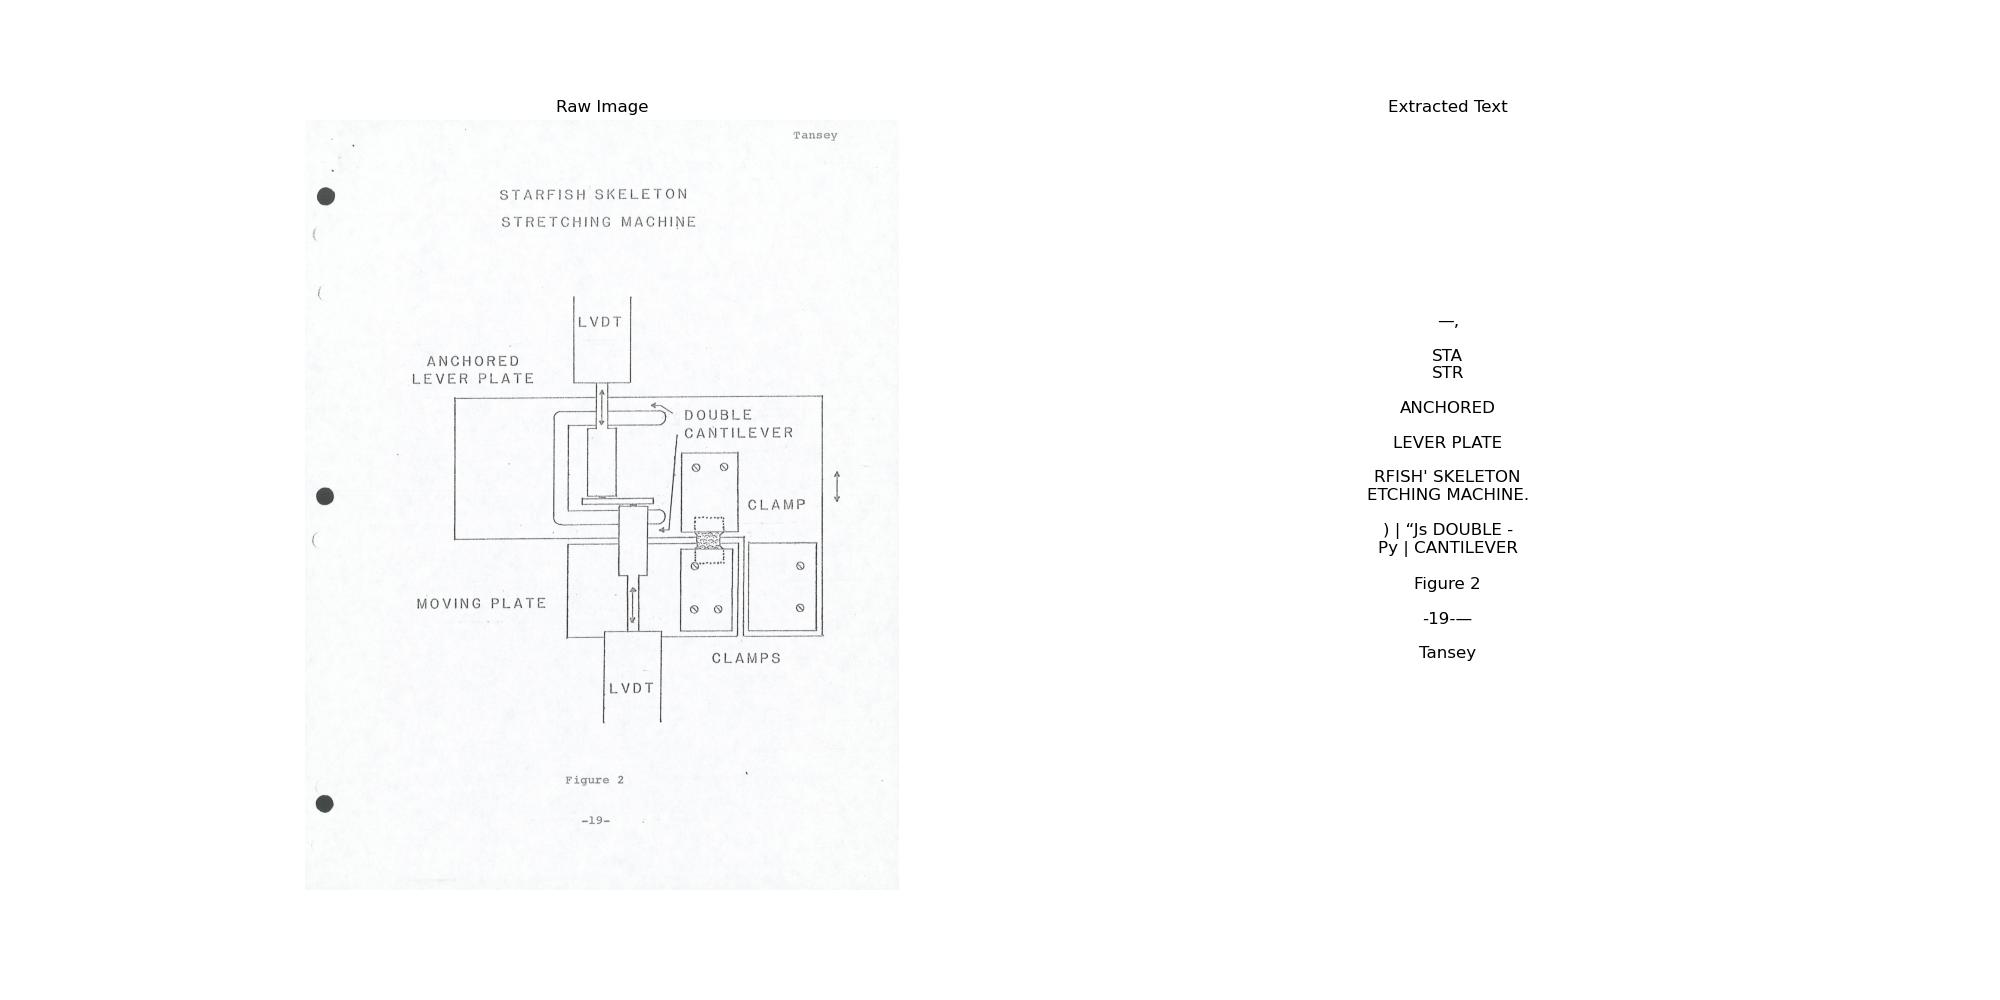 Raw Image
Tansey
STARFISH SKELETON
STRETCHING MACHINE
LVDT
ANCHORED
LEVER PLATE
DOUBLE
CANTILEVER
CLAMP
MOVING PLATE
CLAMPS
LVDT
Figure 2
-19-
Extracted Text
—,
STA
STR
ANCHORED
LEVER PLATE
RFISH' SKELETON
ETCHING MACHINE.
) | “Js DOUBLE -
Py | CANTILEVER
Figure 2
-19-—
Tansey